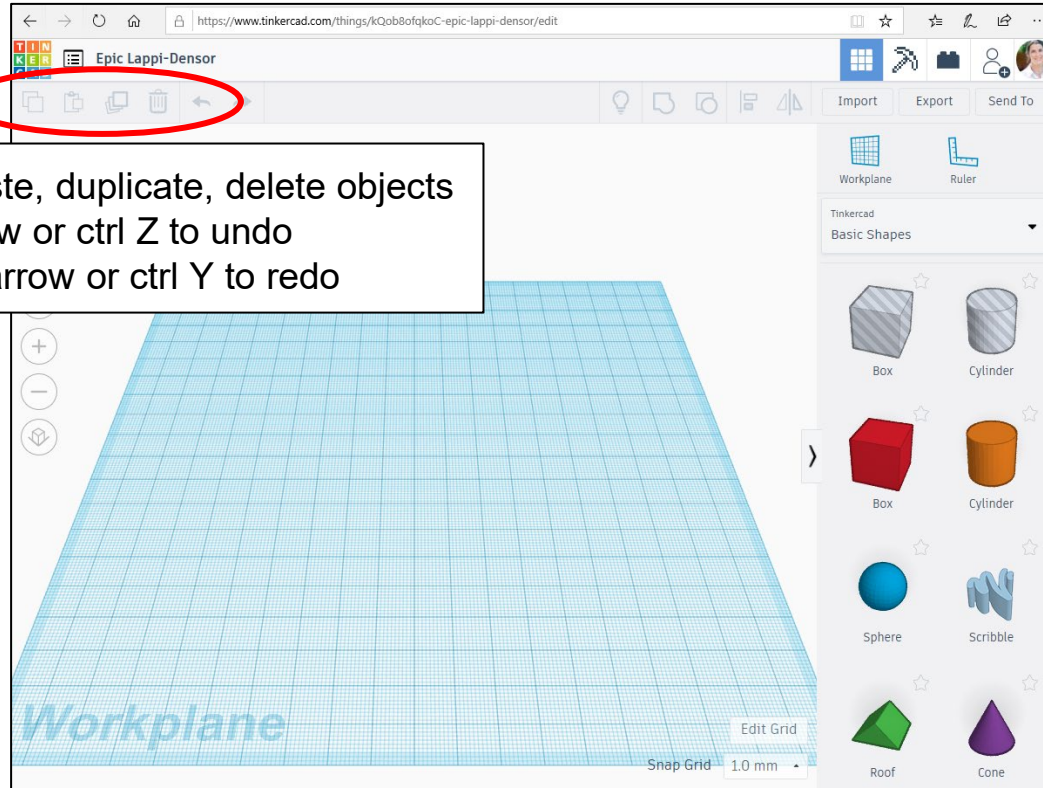 https://www.tinkercad.com/things/kQob8ofqkoC-epic-lappi-densor/edit
TIN
KER
Epic Lappi-Densor
Import Export Send To
ste, duplicate, delete objects
w or ctrl Z to undo
arrow or ctrl Y to redo
Workplane Ruler
Tinkercad
Basic Shapes
Box Cylinder
Box Cylinder
Sphere Scribble
Roof Cone
Workplane
Edit Grid
Snap Grid 1.0 mm